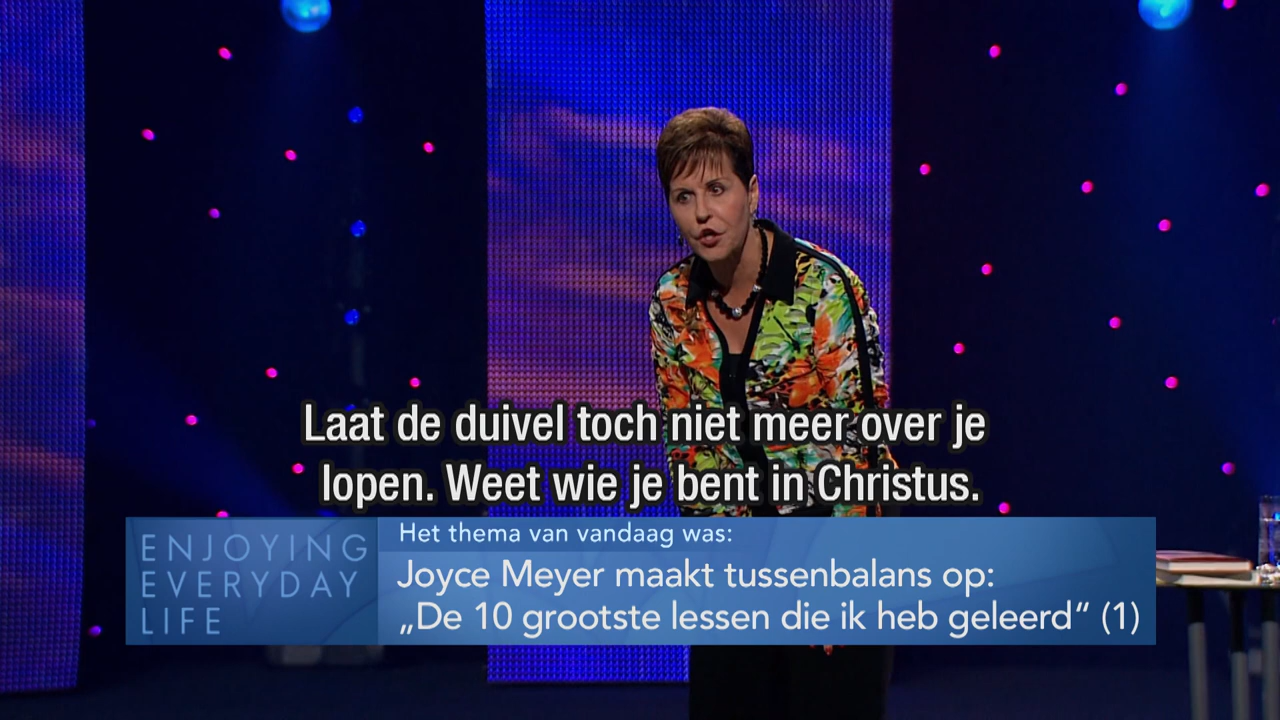 Laat de duivel toch niet meer over je
lopen. Weet wie je bent in Christus.
Het thema van vandaag was:
ENJOYING
EVERYDAY
LIFE
Joyce Meyer maakt tussenbalans op:
„De 10 grootste lessen die ik heb geleerd“ (1)